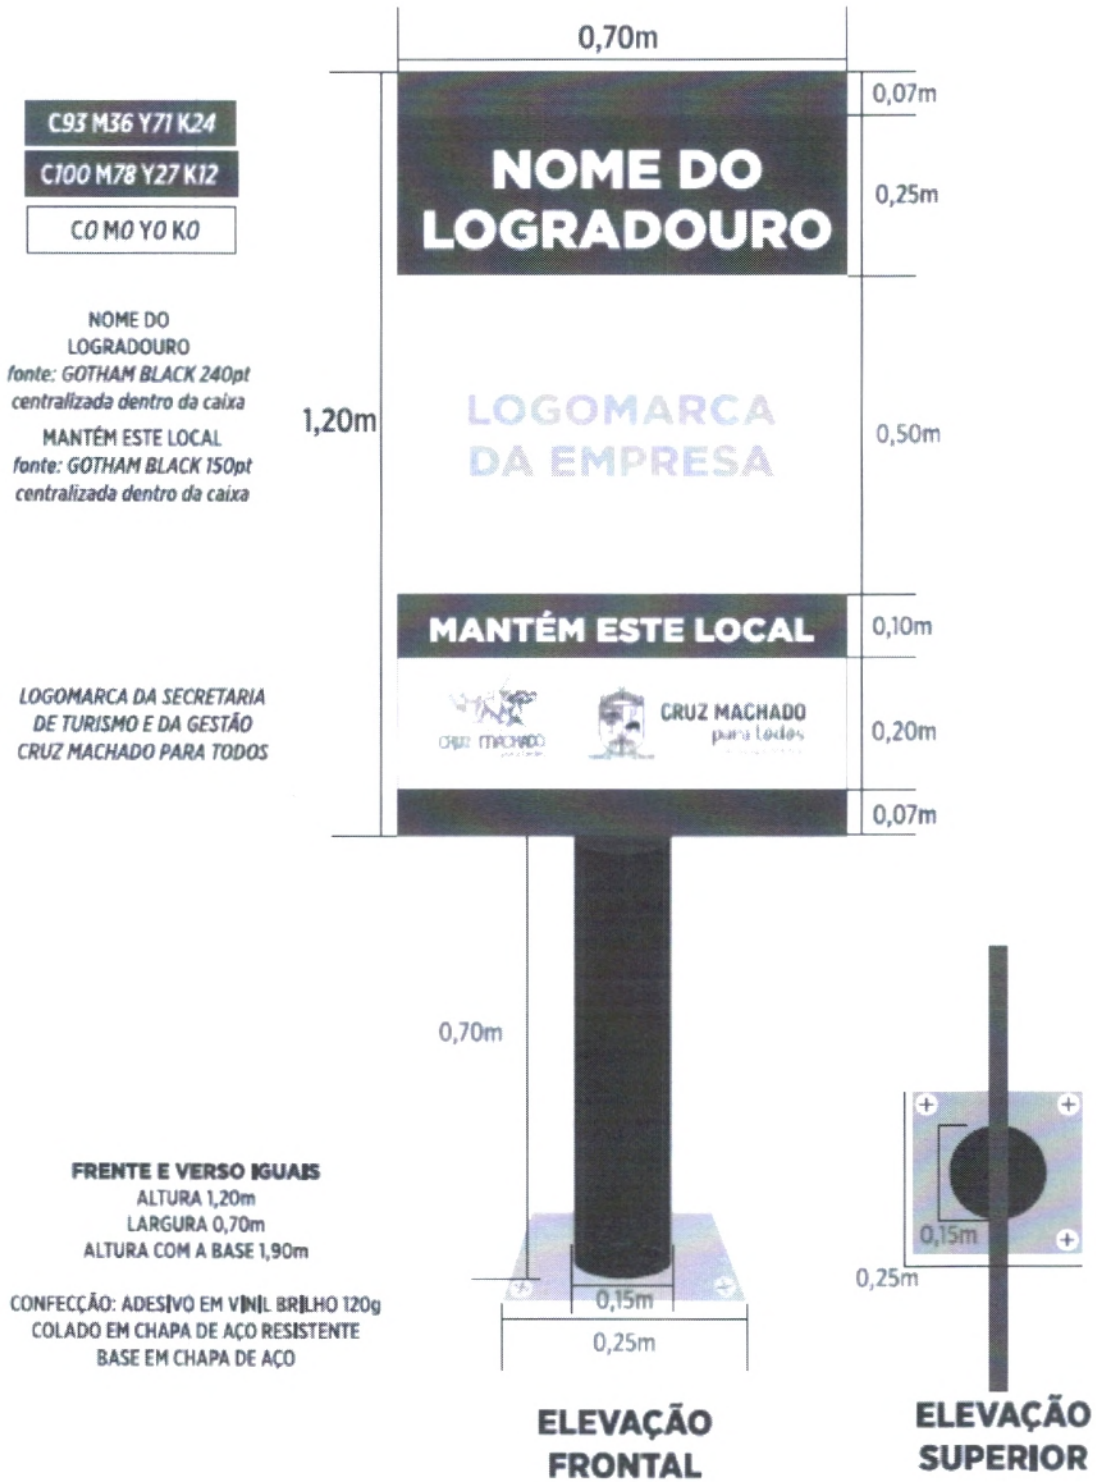 0,70m
0,07m
C93 M36 Y71 K24
C100 M78 Y27 K12
C0 M0 Y0 K0
NOME DO
LOGRADOURO
0,25m
NOME DO
LOGRADOURO
fonte: GOTHAM BLACK 240pt
centralizada dentro da caixa
MANTÉM ESTE LOCAL
fonte: GOTHAM BLACK 150pt
centralizada dentro da caixa
1,20m
LOGOMARCA
DA EMPRESA
0,50m
MANTÉM ESTE LOCAL
0,10m
LOGOMARCA DA SECRETARIA
DE TURISMO E DA GESTÃO
CRUZ MACHADO PARA TODOS
CRUZ MACHADO
CRUZ MACHADO
para todos
0,20m
0,07m
0,70m
FRENTE E VERSO IGUAIS
ALTURA 1,20m
LARGURA 0,70m
ALTURA COM A BASE 1,90m
CONFECÇÃO: ADESIVO EM VINIL BRILHO 120g
COLADO EM CHAPA DE AÇO RESISTENTE
BASE EM CHAPA DE AÇO
0,15m
0,25m
0,15m
0,25m
ELEVAÇÃO
FRONTAL
ELEVAÇÃO
SUPERIOR